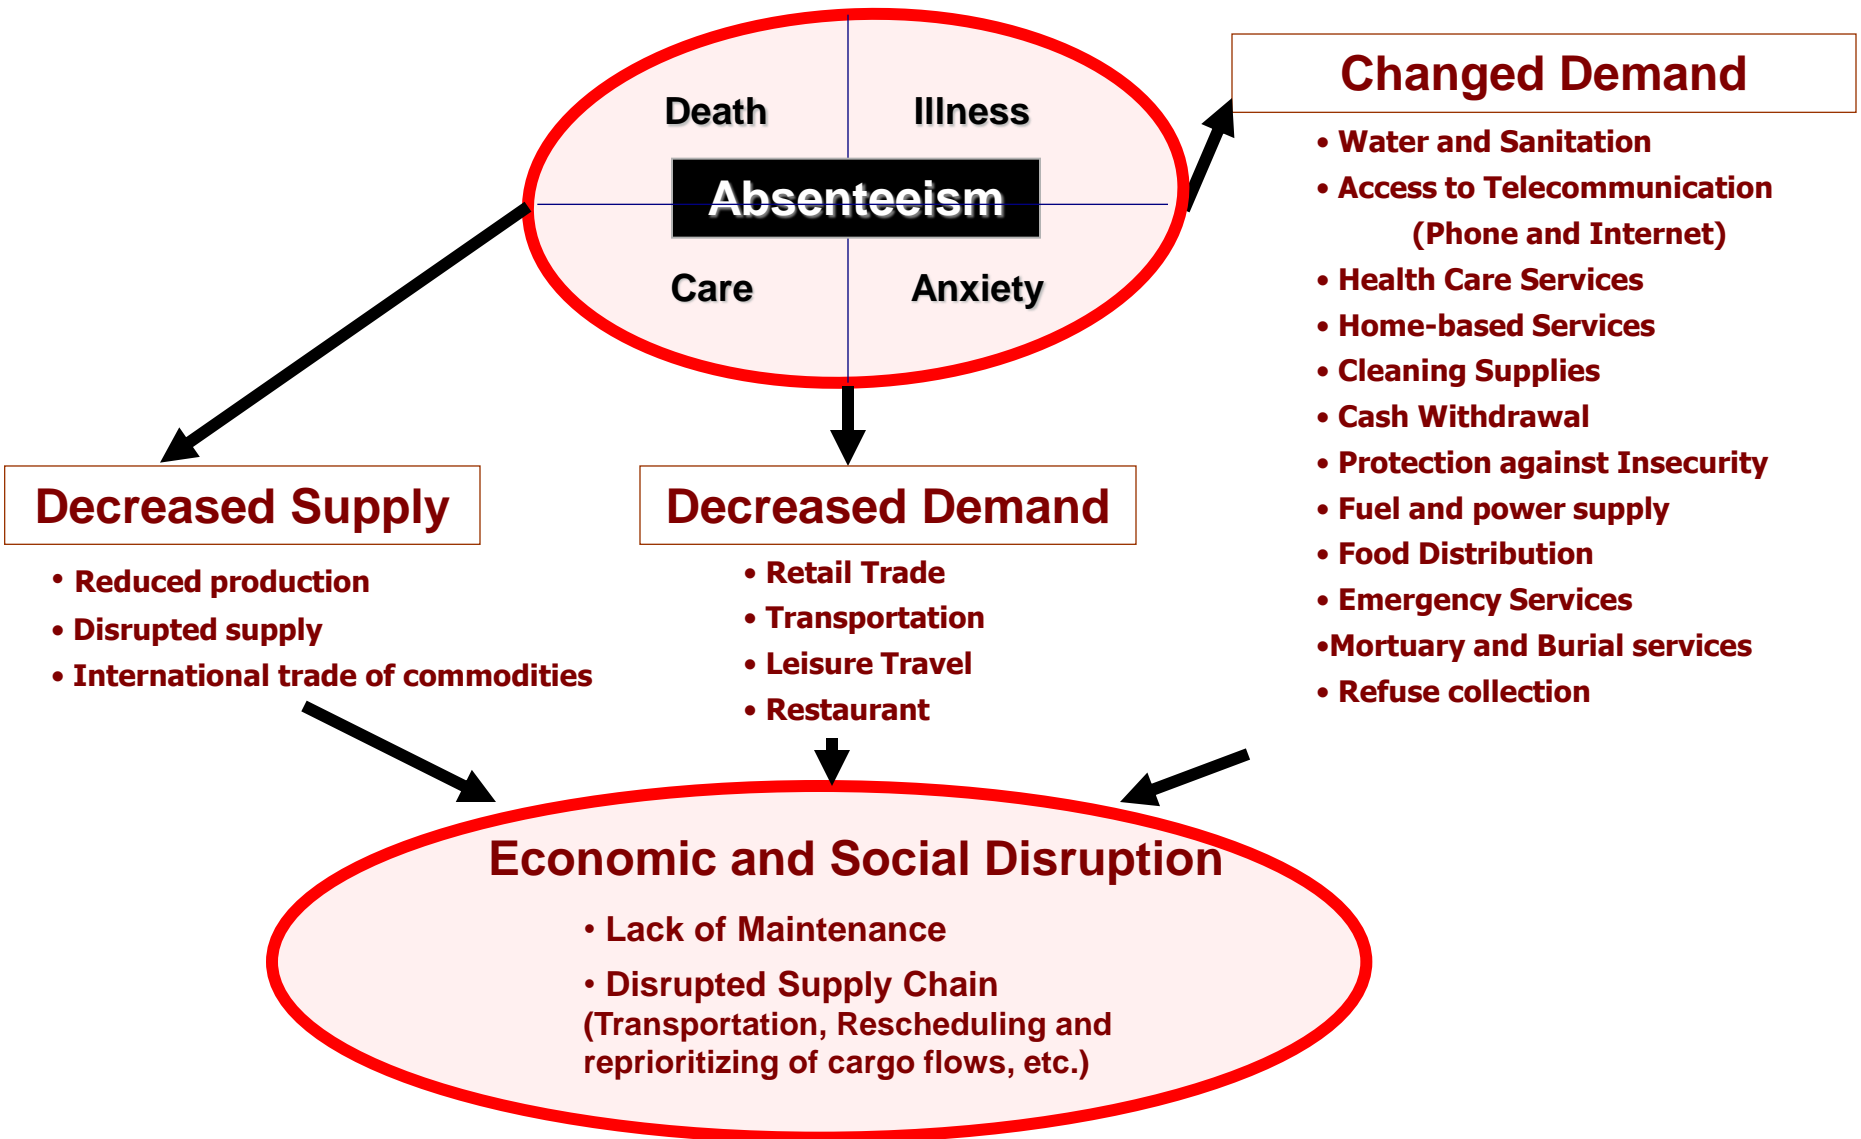 Death
Illness
Absenteeism
Care
Anxiety
Changed Demand
• Water and Sanitation
• Access to Telecommunication
(Phone and Internet)
• Health Care Services
• Home-based Services
• Cleaning Supplies
• Cash Withdrawal
• Protection against Insecurity
• Fuel and power supply
• Food Distribution
• Emergency Services
•Mortuary and Burial services
• Refuse collection
Decreased Supply
• Reduced production
• Disrupted supply
• International trade of commodities
Decreased Demand
• Retail Trade
• Transportation
• Leisure Travel
• Restaurant
Economic and Social Disruption
• Lack of Maintenance
• Disrupted Supply Chain
(Transportation, Rescheduling and
reprioritizing of cargo flows, etc.)